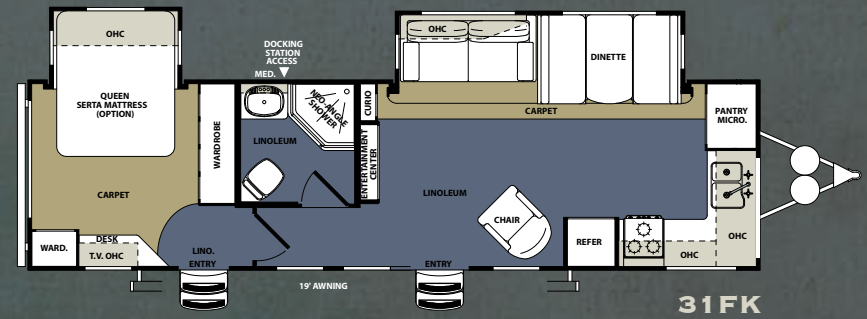 OHC
QUEEN
SERTA MATTRESS
(OPTION)
CARPET
WARD.
DESK
T.V. OHC
WARDROBE
LINO.
ENTRY
DOCKING
STATION
ACCESS
MED.
NEO-ANGLE
SHOWER
LINOLEUM
CURIO
ENTERTAINMENT
CENTER
OHC
DINETTE
CARPET
LINOLEUM
CHAIR
REFER
PANTRY
MICRO.
OHC
OHC
ENTRY
19' AWNING
31FK